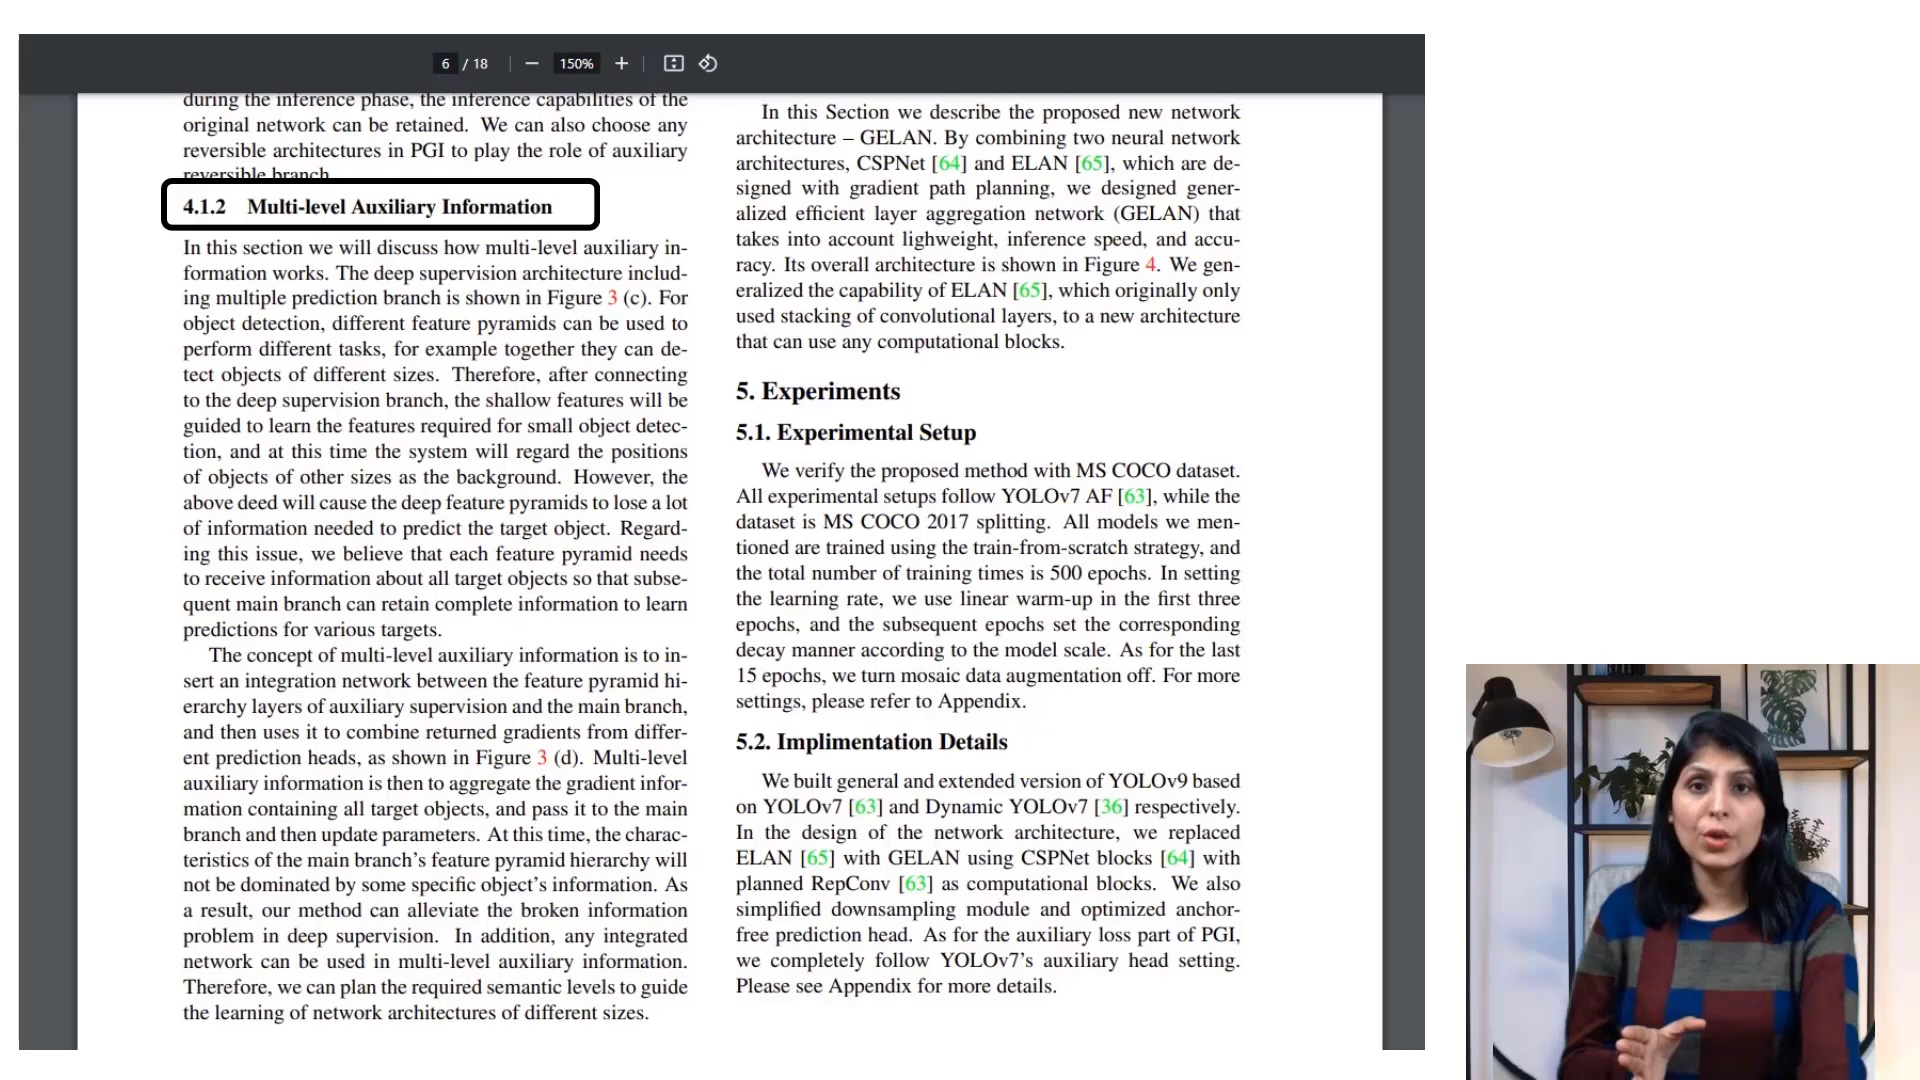 6 / 18 — 150% +
during the inference phase, the inference capabilities of the
original network can be retained. We can also choose any
reversible architectures in PGI to play the role of auxiliary
reversible branch.
4.1.2 Multi-level Auxiliary Information
In this section we will discuss how multi-level auxiliary in-
formation works. The deep supervision architecture includ-
ing multiple prediction branch is shown in Figure 3 (c). For
object detection, different feature pyramids can be used to
perform different tasks, for example together they can de-
tect objects of different sizes. Therefore, after connecting
to the deep supervision branch, the shallow features will be
guided to learn the features required for small object detec-
tion, and at this time the system will regard the positions
of objects of other sizes as the background. However, the
above deed will cause the deep feature pyramids to lose a lot
of information needed to predict the target object. Regard-
ing this issue, we believe that each feature pyramid needs
to receive information about all target objects so that subse-
quent main branch can retain complete information to learn
predictions for various targets.
The concept of multi-level auxiliary information is to in-
sert an integration network between the feature pyramid hi-
erarchy layers of auxiliary supervision and the main branch,
and then uses it to combine returned gradients from differ-
ent prediction heads, as shown in Figure 3 (d). Multi-level
auxiliary information is then to aggregate the gradient infor-
mation containing all target objects, and pass it to the main
branch and then update parameters. At this time, the charac-
teristics of the main branch's feature pyramid hierarchy will
not be dominated by some specific object's information. As
a result, our method can alleviate the broken information
problem in deep supervision. In addition, any integrated
network can be used in multi-level auxiliary information.
Therefore, we can plan the required semantic levels to guide
the learning of network architectures of different sizes.
In this Section we describe the proposed new network
architecture – GELAN. By combining two neural network
architectures, CSPNet [64] and ELAN [65], which are de-
signed with gradient path planning, we designed gener-
alized efficient layer aggregation network (GELAN) that
takes into account lighweight, inference speed, and accu-
racy. Its overall architecture is shown in Figure 4. We gen-
eralized the capability of ELAN [65], which originally only
used stacking of convolutional layers, to a new architecture
that can use any computational blocks.
5. Experiments
5.1. Experimental Setup
We verify the proposed method with MS COCO dataset.
All experimental setups follow YOLOv7 AF [63], while the
dataset is MS COCO 2017 splitting. All models we men-
tioned are trained using the train-from-scratch strategy, and
the total number of training times is 500 epochs. In setting
the learning rate, we use linear warm-up in the first three
epochs, and the subsequent epochs set the corresponding
decay manner according to the model scale. As for the last
15 epochs, we turn mosaic data augmentation off. For more
settings, please refer to Appendix.
5.2. Implimentation Details
We built general and extended version of YOLOv9 based
on YOLOv7 [63] and Dynamic YOLOv7 [36] respectively.
In the design of the network architecture, we replaced
ELAN [65] with GELAN using CSPNet blocks [64] with
planned RepConv [63] as computational blocks. We also
simplified downsampling module and optimized anchor-
free prediction head. As for the auxiliary loss part of PGI,
we completely follow YOLOv7's auxiliary head setting.
Please see Appendix for more details.